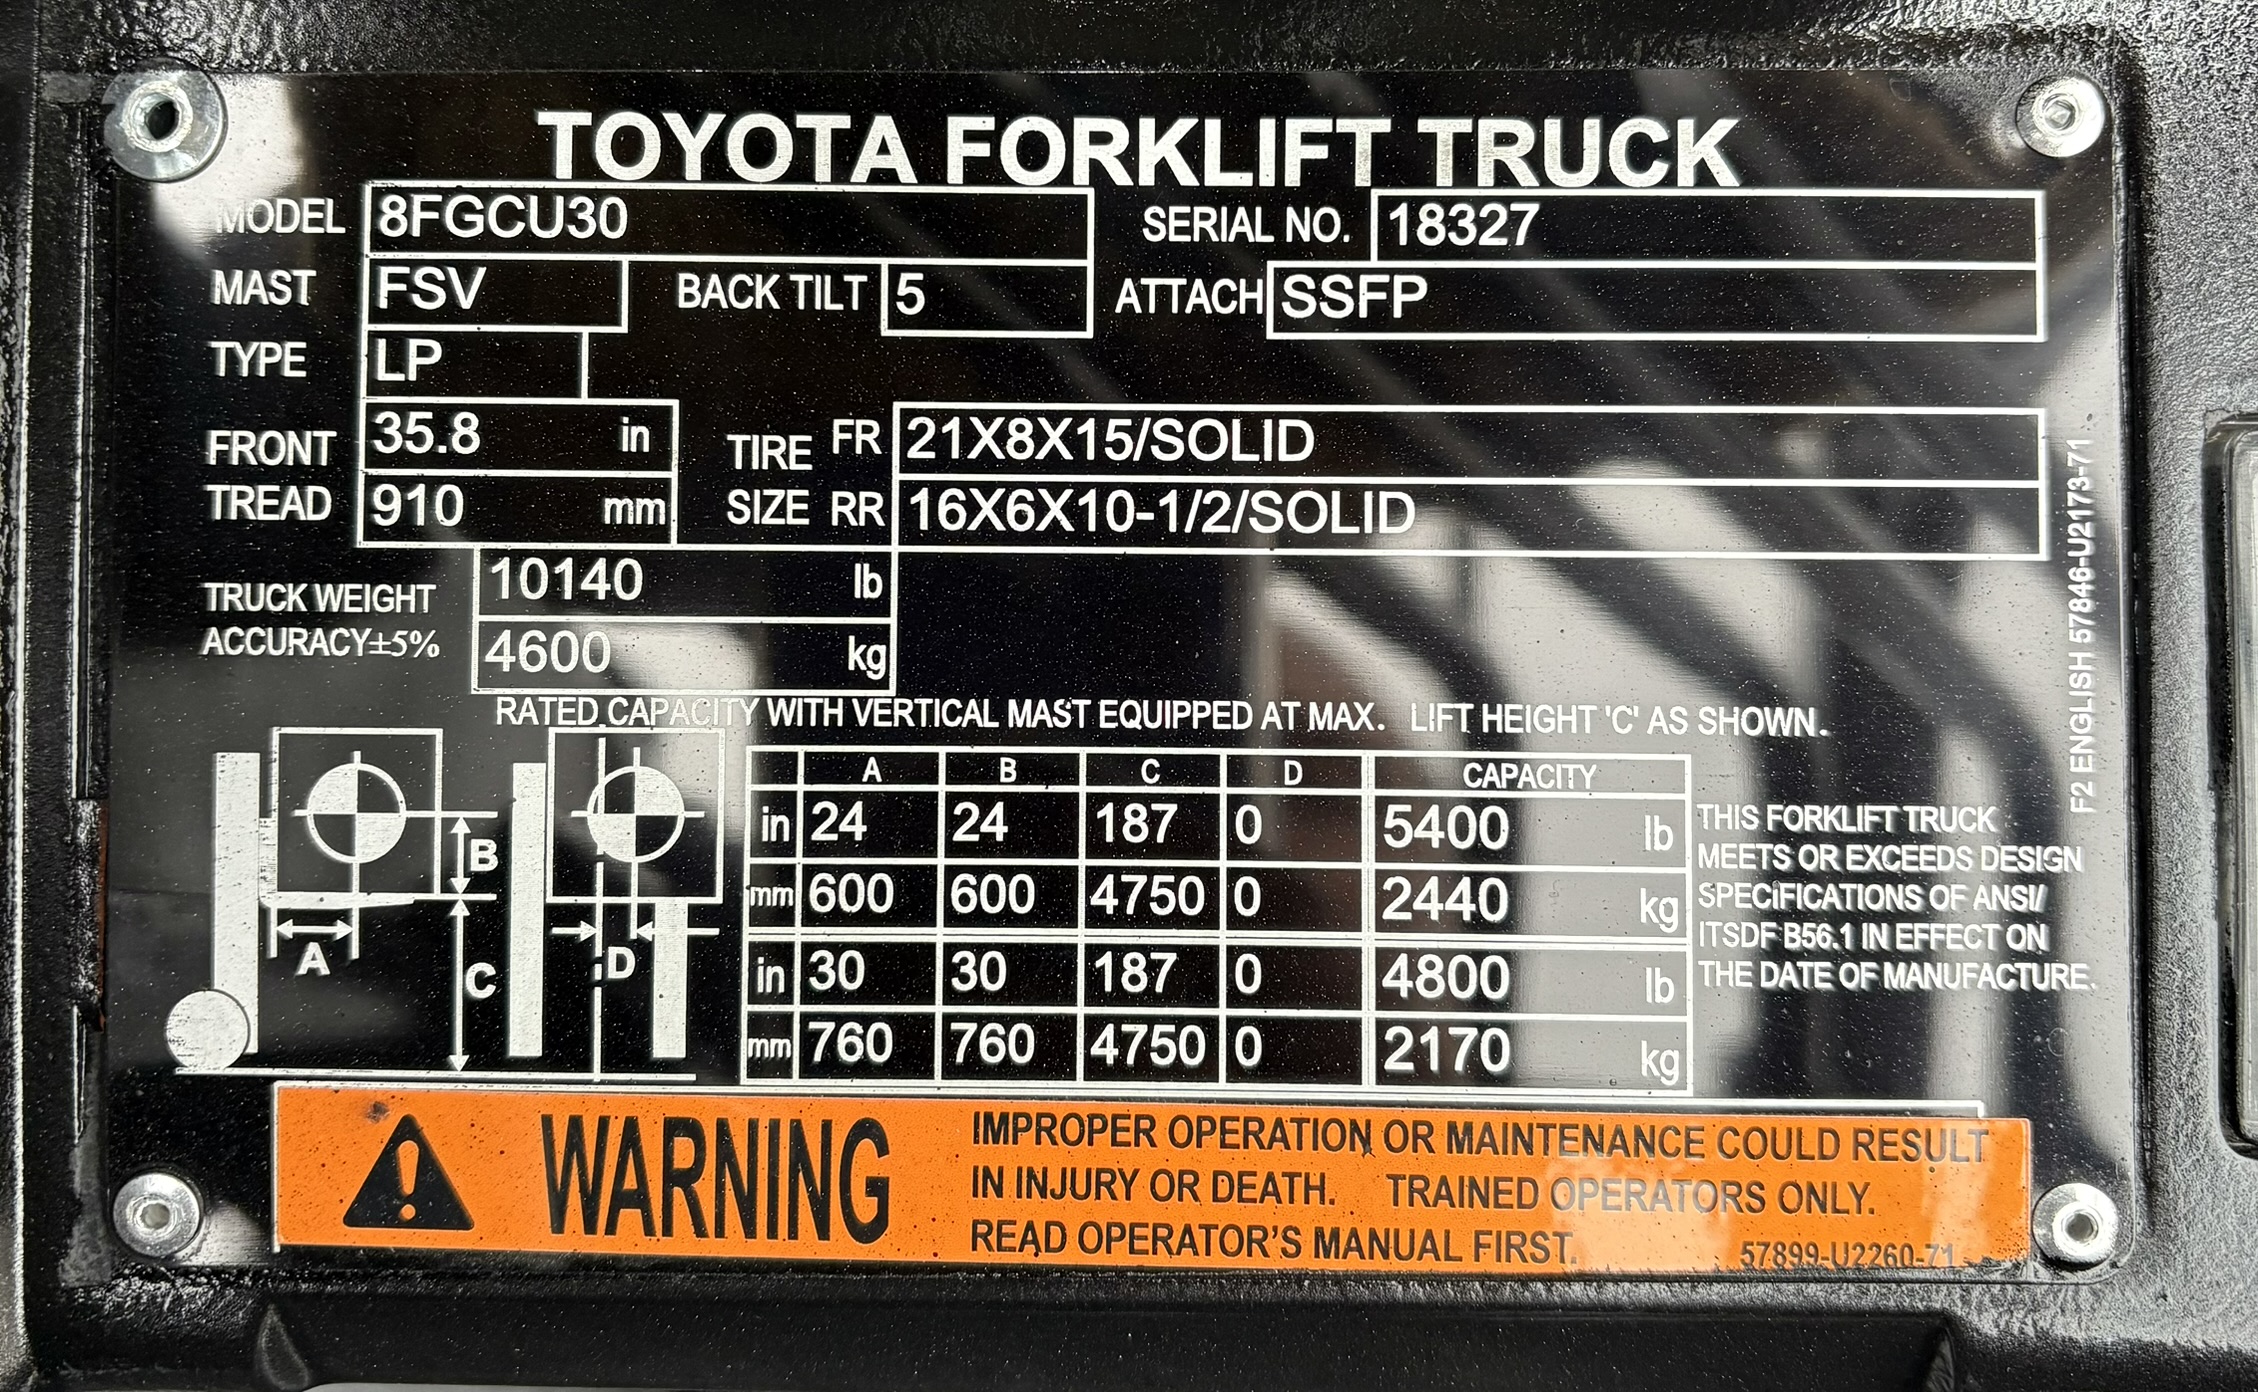 TOYOTA FORKLIFT TRUCK
MODEL 8FGCU30 SERIAL NO. 18327
MAST FSV BACK TILT 5 ATTACH SSFP
TYPE LP
FRONT TREAD 35.8 in TIRE SIZE FR 21X8X15/SOLID
910 mm RR 16X6X10-1/2/SOLID
TRUCK WEIGHT 10140 lb
ACCURACY±5% 4600 kg
RATED CAPACITY WITH VERTICAL MAST EQUIPPED AT MAX. LIFT HEIGHT 'C' AS SHOWN.
A B C D CAPACITY
in 24 24 187 0 5400 lb
mm 600 600 4750 0 2440 kg
in 30 30 187 0 4800 lb
mm 760 760 4750 0 2170 kg
B
A
C
D
THIS FORKLIFT TRUCK
MEETS OR EXCEEDS DESIGN
SPECIFICATIONS OF ANSI/
ITSDF B56.1 IN EFFECT ON
THE DATE OF MANUFACTURE.
F2 ENGLISH 57846-U2173-71
WARNING
IMPROPER OPERATION OR MAINTENANCE COULD RESULT
IN INJURY OR DEATH. TRAINED OPERATORS ONLY.
READ OPERATOR'S MANUAL FIRST.
57899-U2260-71